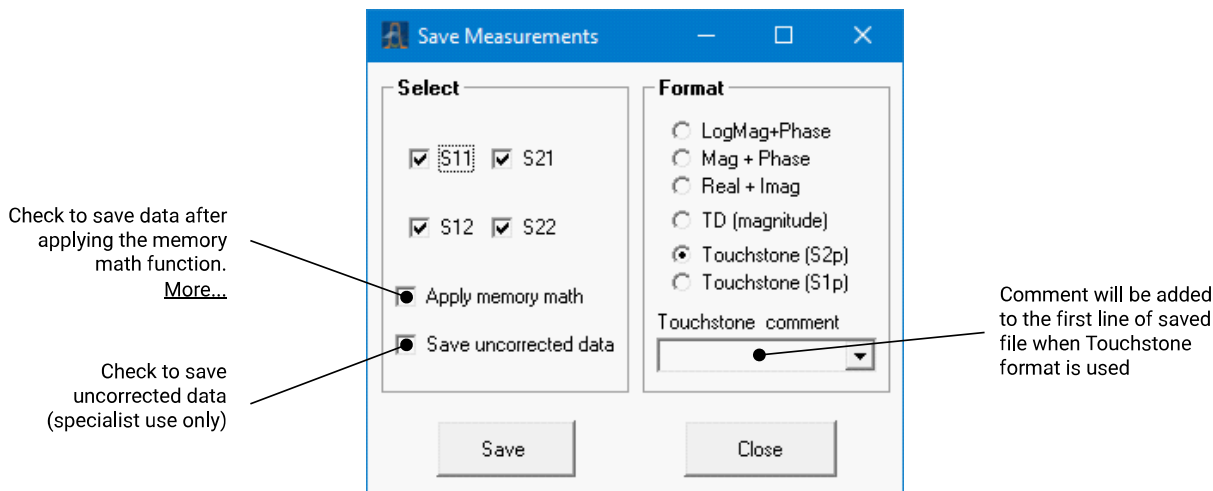 Save Measurements
Select
S11 S21
S12 S22
Apply memory math
Save uncorrected data
Format
LogMag+Phase
Mag + Phase
Real + Imag
TD (magnitude)
Touchstone (S2p)
Touchstone (S1p)
Touchstone comment
Save
Close
Check to save data after
applying the memory
math function.
More...
Check to save
uncorrected data
(specialist use only)
Comment will be added
to the first line of saved
file when Touchstone
format is used